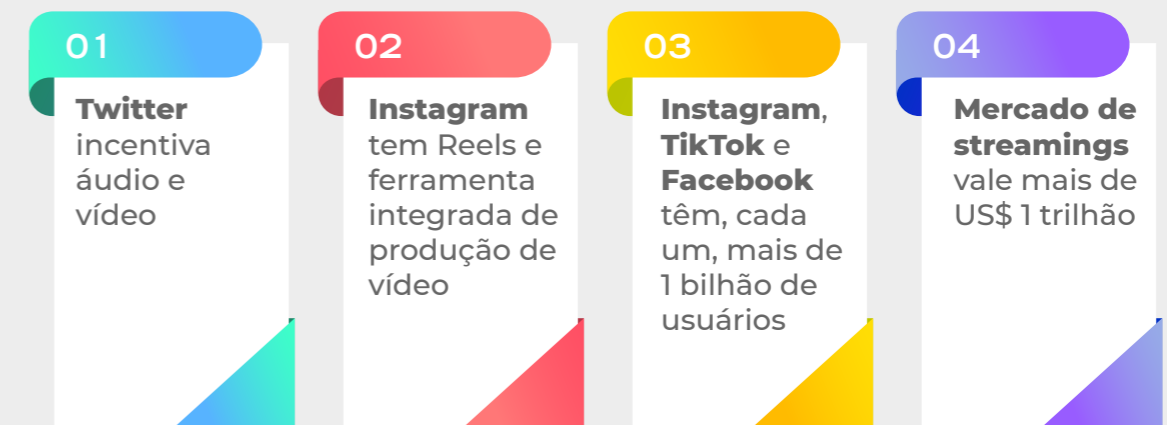 01
Twitter
incentiva
áudio e
vídeo
02
Instagram
tem Reels e
ferramenta
integrada de
produção de
vídeo
03
Instagram,
TikTok e
Facebook
têm, cada
um, mais de
1 bilhão de
usuários
04
Mercado de
streamings
vale mais de
US$ 1 trilhão